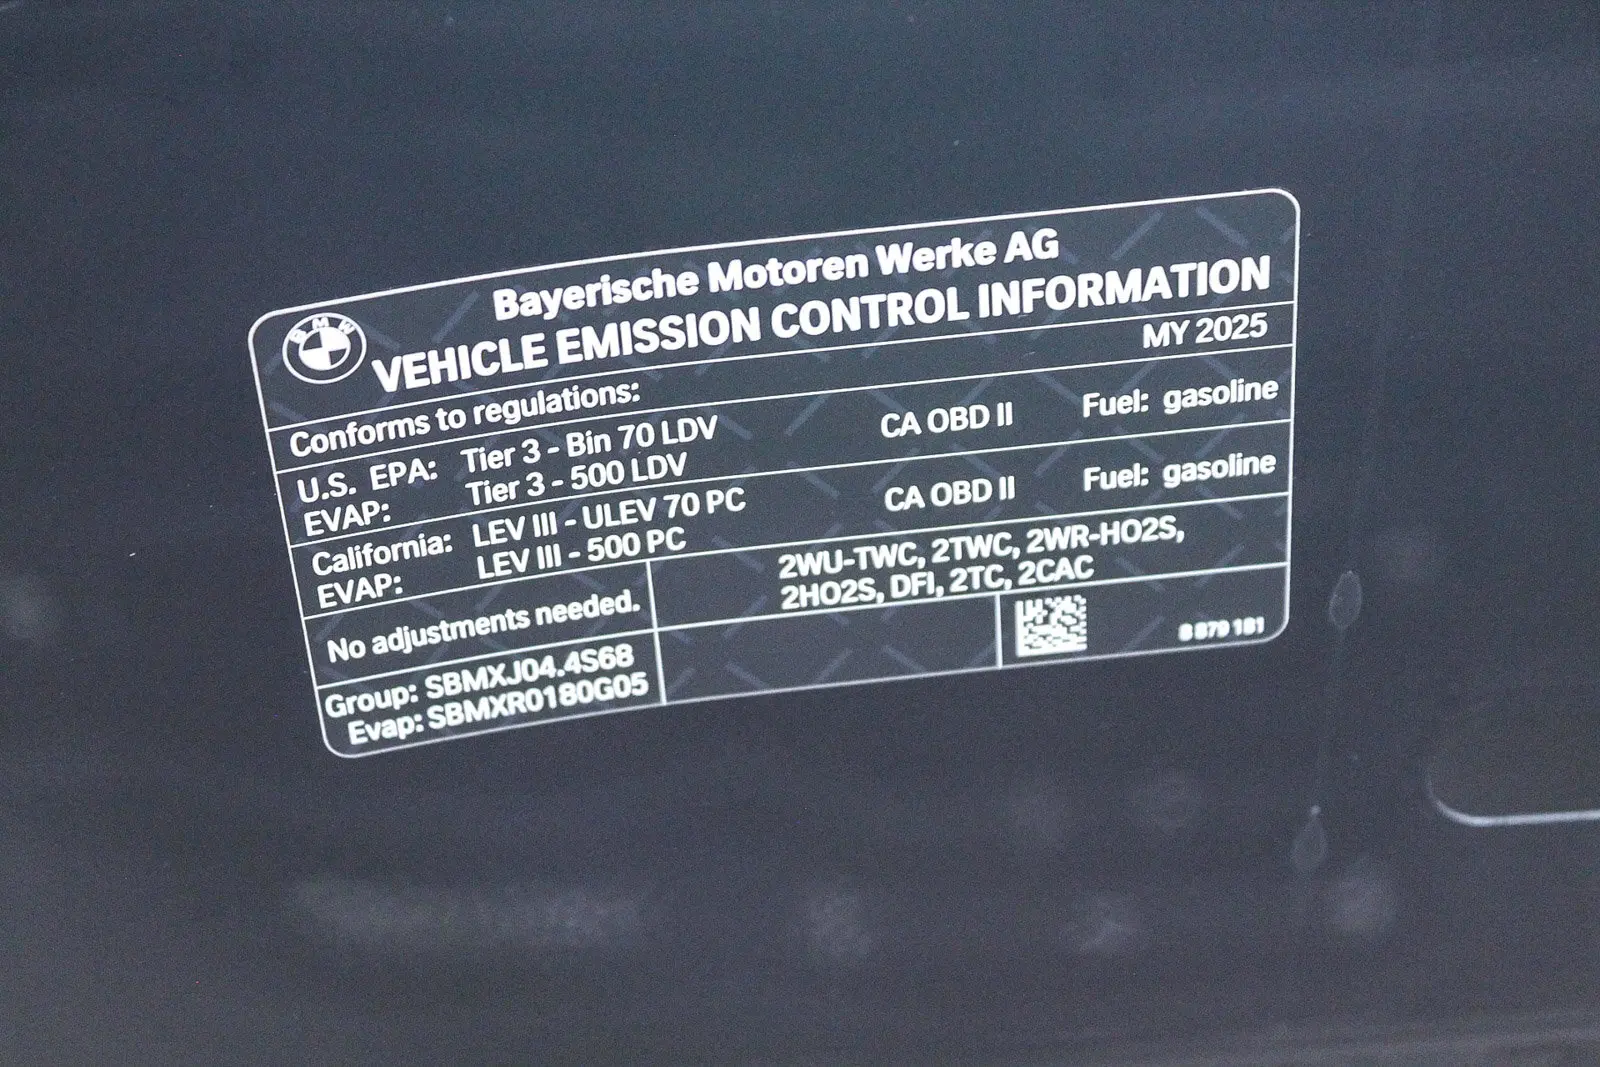 BMW
Bayerische Motoren Werke AG
VEHICLE EMISSION CONTROL INFORMATION
Conforms to regulations: MY 2025
U.S. EPA: Tier 3 - Bin 70 LDV CA OBD II Fuel: gasoline
EVAP: Tier 3 - 500 LDV
California: LEV III - ULEV 70 PC CA OBD II Fuel: gasoline
EVAP: LEV III - 500 PC
No adjustments needed.
2WU-TWC, 2TWC, 2WR-HO2S,
2HO2S, DFI, 2TC, 2CAC
Group: SBMXJ04.4S68
Evap: SBMXR0180G05
8 879 181